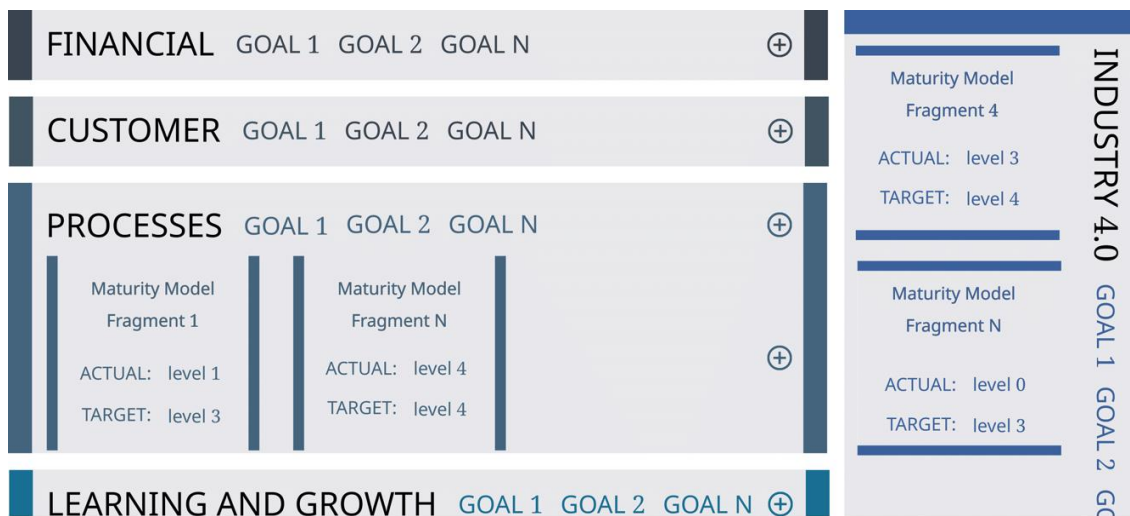 FINANCIAL GOAL 1 GOAL 2 GOAL N
CUSTOMER GOAL 1 GOAL 2 GOAL N
PROCESSES GOAL 1 GOAL 2 GOAL N
Maturity Model
Fragment 1
ACTUAL: level 1
TARGET: level 3
Maturity Model
Fragment N
ACTUAL: level 4
TARGET: level 4
LEARNING AND GROWTH GOAL 1 GOAL 2 GOAL N
INDUSTRY 4.0 GOAL 1 GOAL 2
Maturity Model
Fragment 4
ACTUAL: level 3
TARGET: level 4
Maturity Model
Fragment N
ACTUAL: level 0
TARGET: level 3